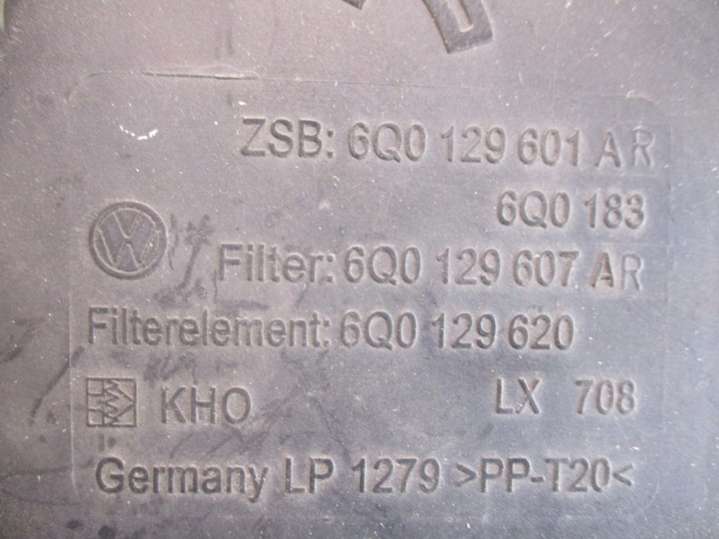 ZSB: 6Q0 129 601 AR
6Q0 183
Filter: 6Q0 129 607 AR
Filterelement: 6Q0 129 620
KHO LX 708
Germany LP 1279 >PP-T20<